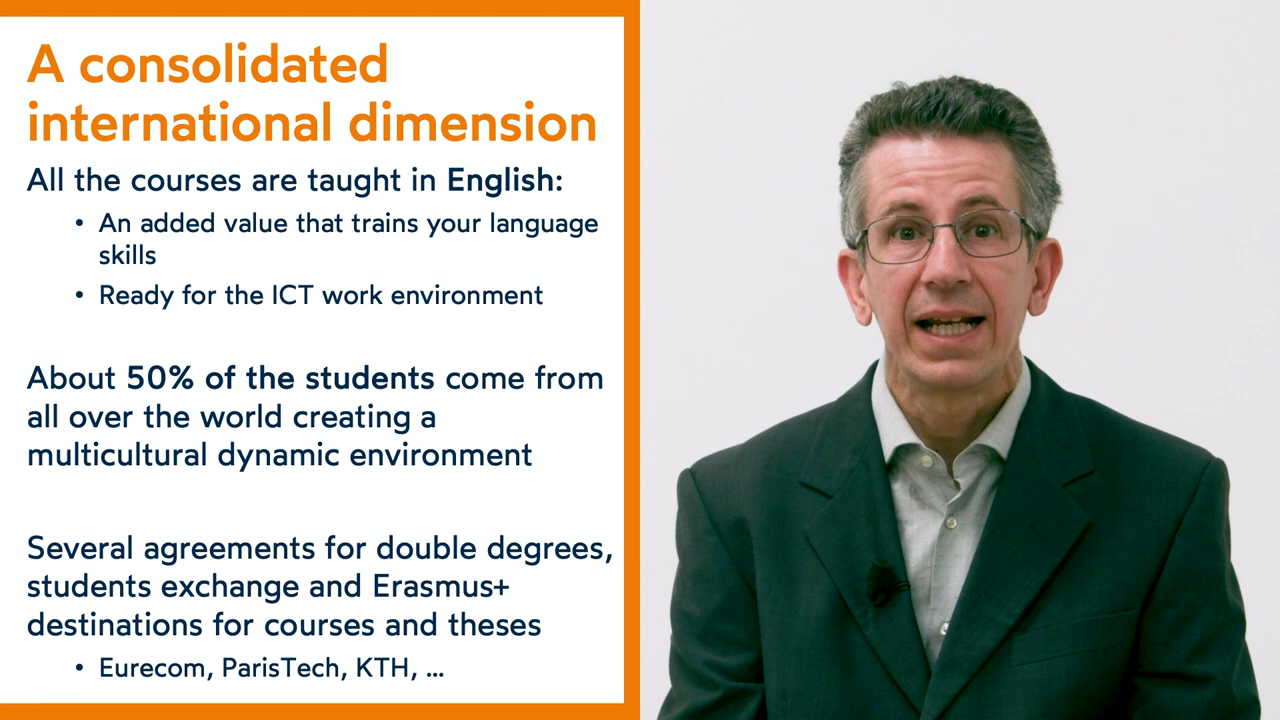 A consolidated
international dimension
All the courses are taught in English:
• An added value that trains your language
skills
• Ready for the ICT work environment
About 50% of the students come from
all over the world creating a
multicultural dynamic environment
Several agreements for double degrees,
students exchange and Erasmus+
destinations for courses and theses
• Eurecom, ParisTech, KTH, ...